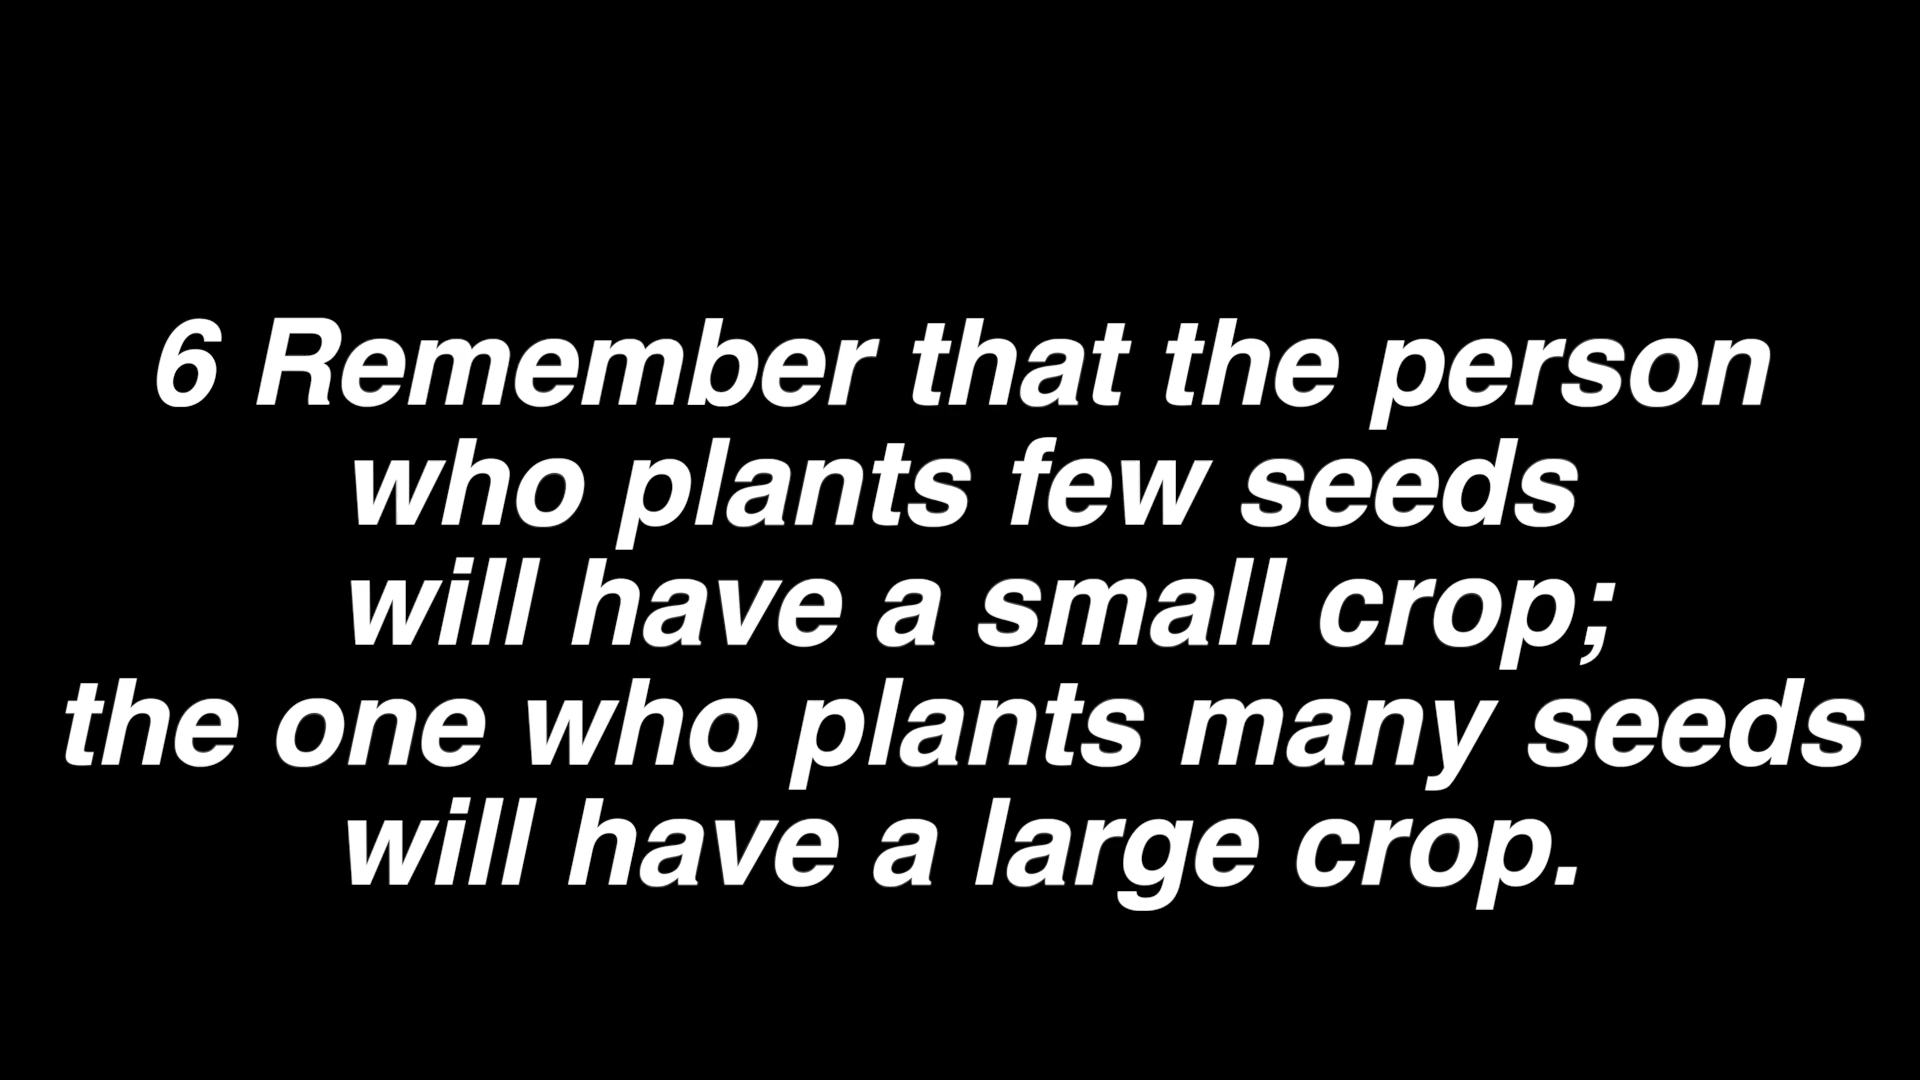 6 Remember that the person
who plants few seeds
will have a small crop;
the one who plants many seeds
will have a large crop.